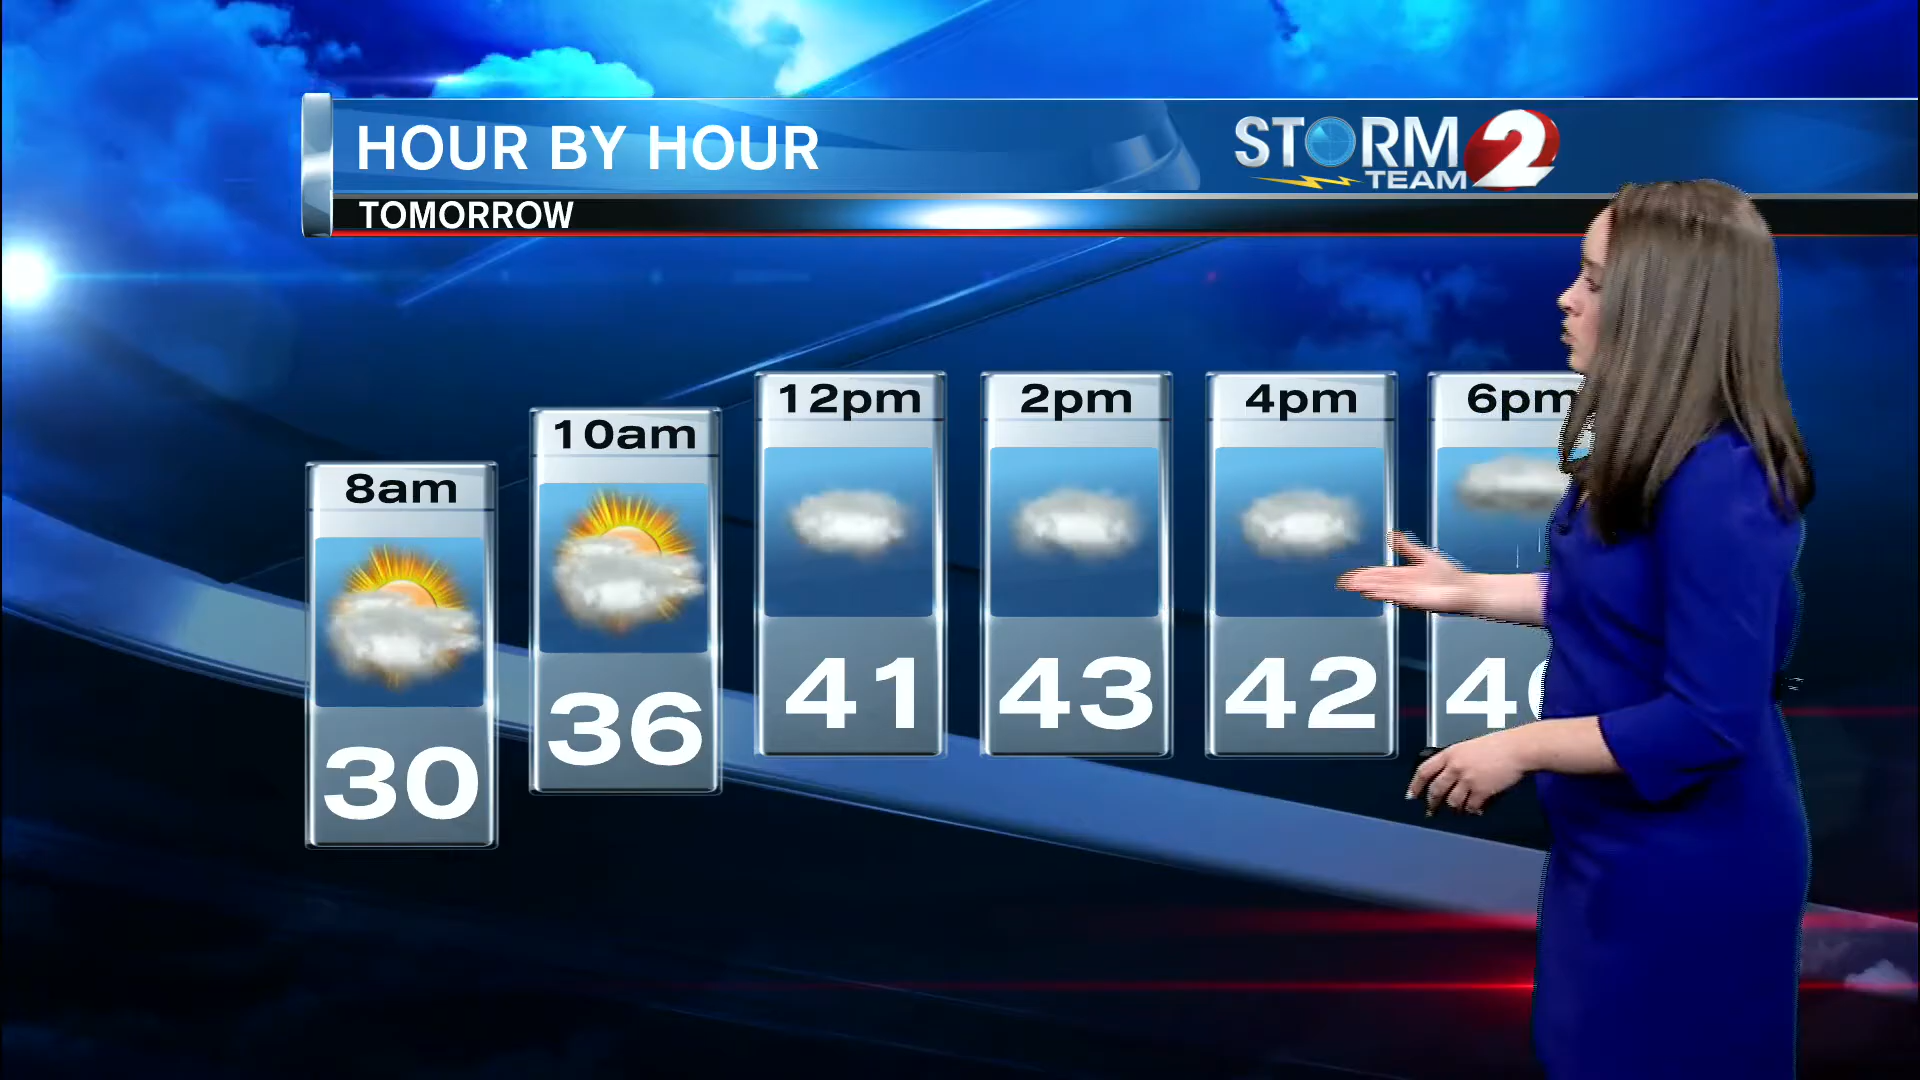 HOUR BY HOUR
STORM TEAM 2
TOMORROW
8am
10am
12pm
2pm
4pm
30
36
41
43
42